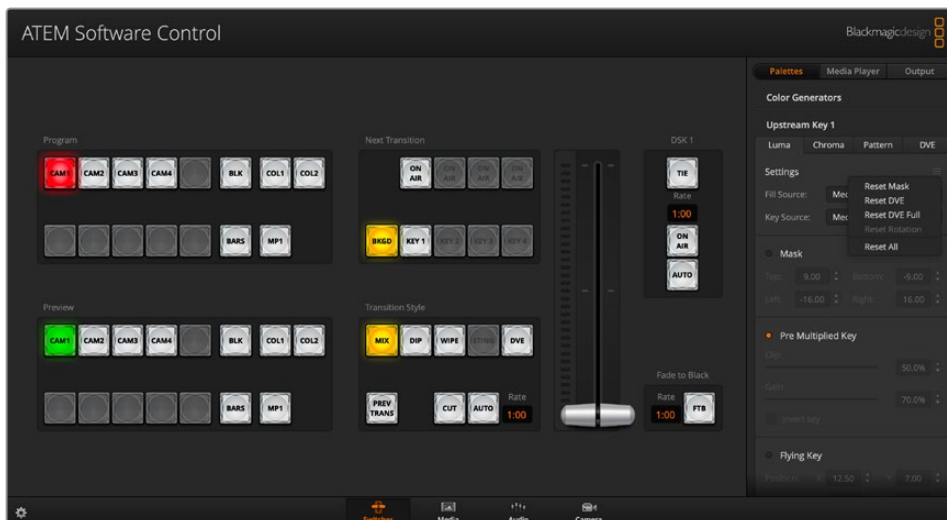 ATEM Software Control
Blackmagicdesign
Palettes Media Player Output
Color Generators
Upstream Key 1
Luma Chroma Pattern DVE
Settings
Fill Source: Med
Key Source: Med
Reset Mask
Reset DVE
Reset DVE Full
Reset Rotation
Reset All
Mask
Top: 9.00 Bottom: -9.00
Left: -16.00 Right: 16.00
Pre Multiplied Key
Clip:
50.0%
Gain:
70.0%
Invert key
Flying Key
Position: X: 12.50 Y: 7.00
Program
CAM1 CAM2 CAM3 CAM4 BLK COL1 COL2
BARS MP1
Next Transition
ON AIR ON AIR ON AIR ON AIR
BKGD KEY 1 KEY 2 KEY 3 KEY 4
DSK 1
TIE
Rate
1:00
ON AIR
AUTO
Preview
CAM1 CAM2 CAM3 CAM4 BLK COL1 COL2
BARS MP1
Transition Style
MIX DIP WIPE STING DVE
PREV TRANS CUT AUTO Rate 1:00
Fade to Black
Rate
1:00 FTB
Switcher Media Audio Camera